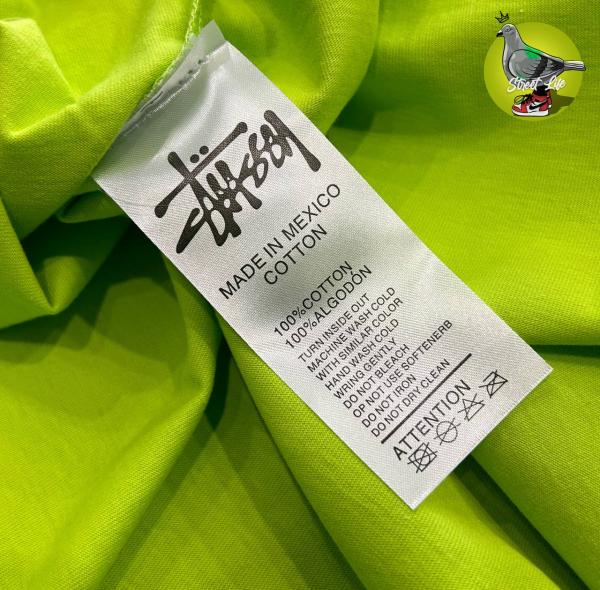 Street Life
STÜSSY
MADE IN MEXICO
COTTON
100%COTTON
100%ALGODÓN
TURN INSIDE OUT
MACHINE WASH COLD
WITH SIMILAR COLOR
HAND WASH COLD
WRING GENTLY
DO NOT BLEACH
OP NOT USE SOFTENERB
DO NOT IRON
DO NOT DRY CLEAN
ATTENTION